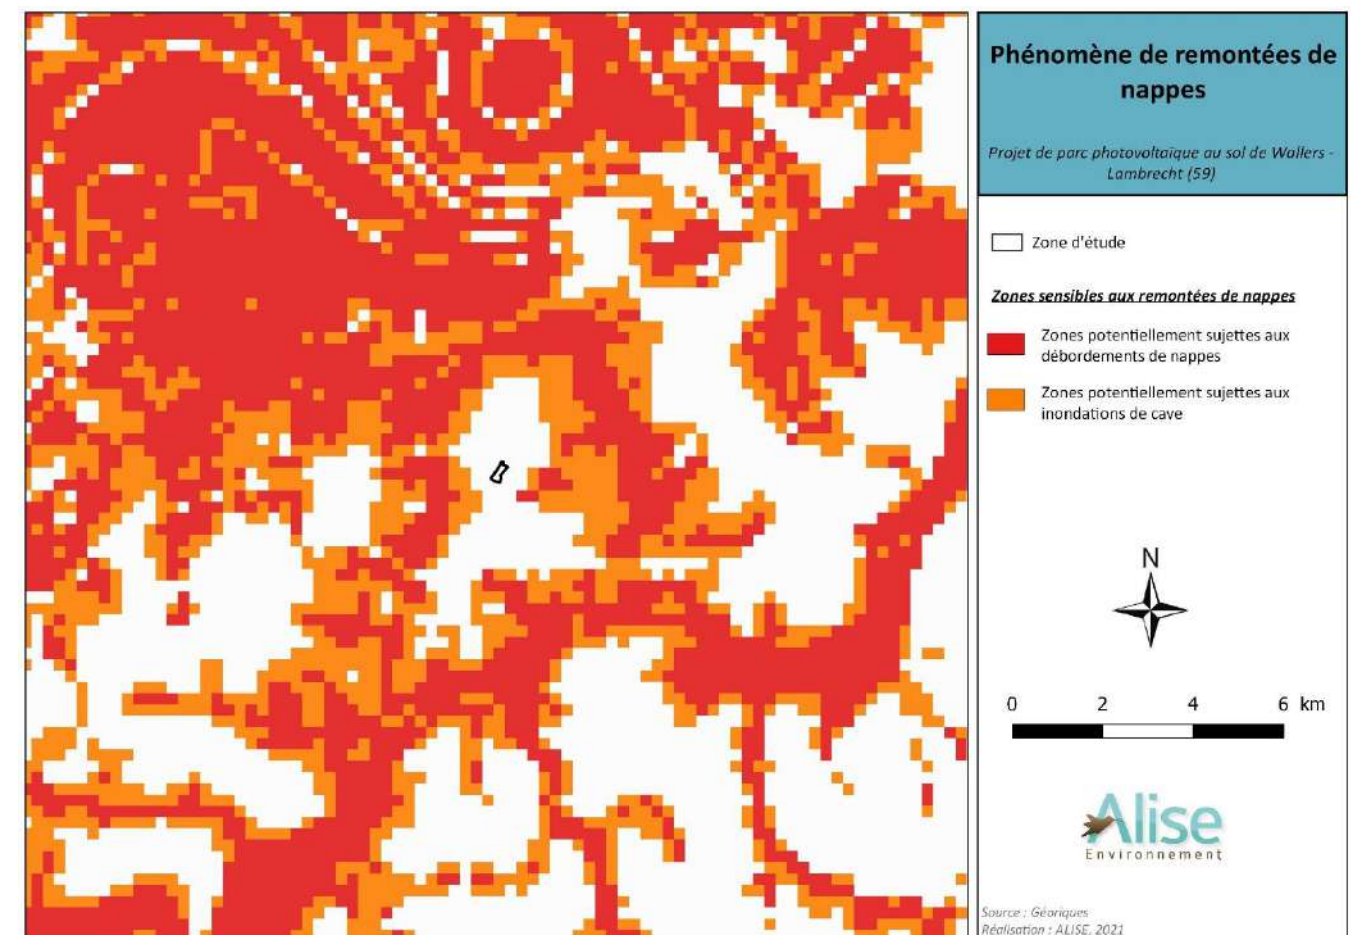 Phénomène de remontées de
nappes
Projet de parc photovoltaïque au sol de Wallers -
Lambrecht (59)
Zone d'étude
Zones sensibles aux remontées de nappes
Zones potentiellement sujettes aux
débordements de nappes
Zones potentiellement sujettes aux
inondations de cave
N
0 2 4 6 km
Alise
Environnement
Source : Géoriques
Réalisation : ALISE, 2021